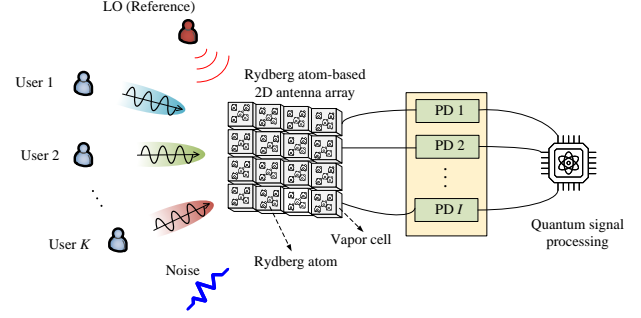 LO (Reference)
User 1
Rydberg atom-based
2D antenna array
PD 1
User 2
PD 2
PD I
User K
Vapor cell
Quantum signal
processing
Rydberg atom
Noise